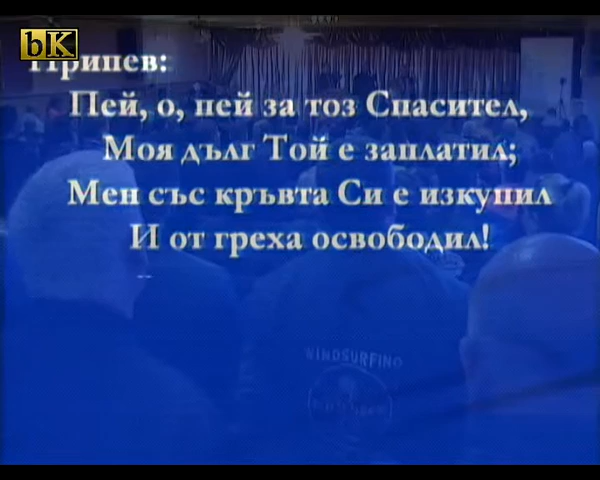 bK
Припев:
Пей, о, пей за тоз Спасител,
Моя дълг Той е заплатил;
Мен със кръвта Си е изкупил
И от греха освободил!
WINDSURFING